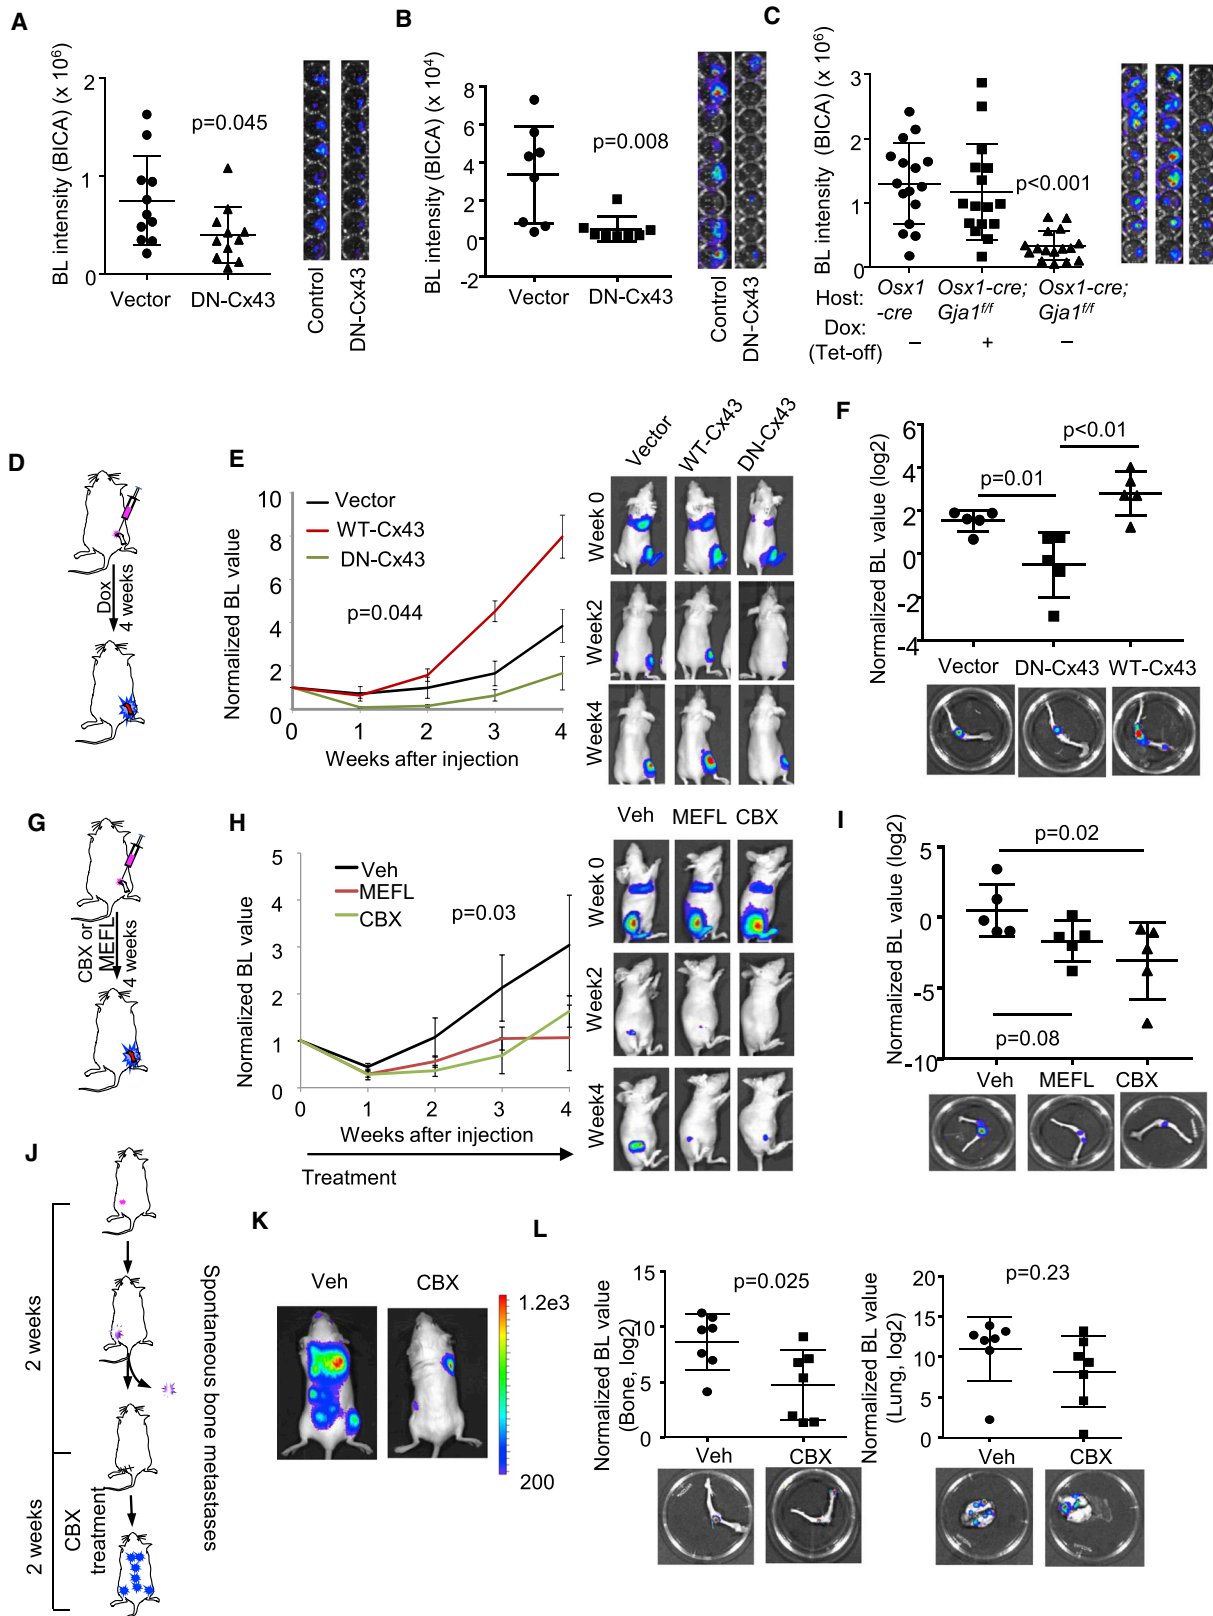 A
BL intensity (BICA) (x 10⁶)
2
1
0
p=0.045
Vector
DN-Cx43
Control
DN-Cx43
B
BL intensity (BICA) (x 10⁴)
8
6
4
2
0
-2
p=0.008
Vector
DN-Cx43
Control
DN-Cx43
C
BL intensity (BICA) (x 10⁶)
3
2
1
0
p<0.001
Host:
Osx1
-cre
Osx1-cre;
Gja1f/f
Osx1-cre;
Gja1f/f
Dox:
(Tet-off)
–
+
–
D
Dox
4 weeks
E
Normalized BL value
10
8
6
4
2
0
Vector
WT-Cx43
DN-Cx43
p=0.044
0
1
2
3
4
Weeks after injection
Vector
WT-Cx43
DN-Cx43
Week 0
Week2
Week4
F
Normalized BL value (log2)
6
4
2
0
-2
-4
p=0.01
p<0.01
Vector
DN-Cx43
WT-Cx43
G
CBX or
MEFL
4 weeks
H
Normalized BL value
5
4
3
2
1
0
Veh
MEFL
CBX
p=0.03
0
1
2
3
4
Weeks after injection
Treatment
Veh
MEFL
CBX
Week 0
Week2
Week4
I
Normalized BL value (log2)
5
0
-5
-10
p=0.02
p=0.08
Veh
MEFL
CBX
J
2 weeks
2 weeks
CBX
treatment
Spontaneous bone metastases
K
Veh
CBX
1.2e3
200
L
Normalized BL value
(Bone, log2)
15
10
5
0
p=0.025
Veh
CBX
Normalized BL value
(Lung, log2)
20
15
10
5
0
p=0.23
Veh
CBX